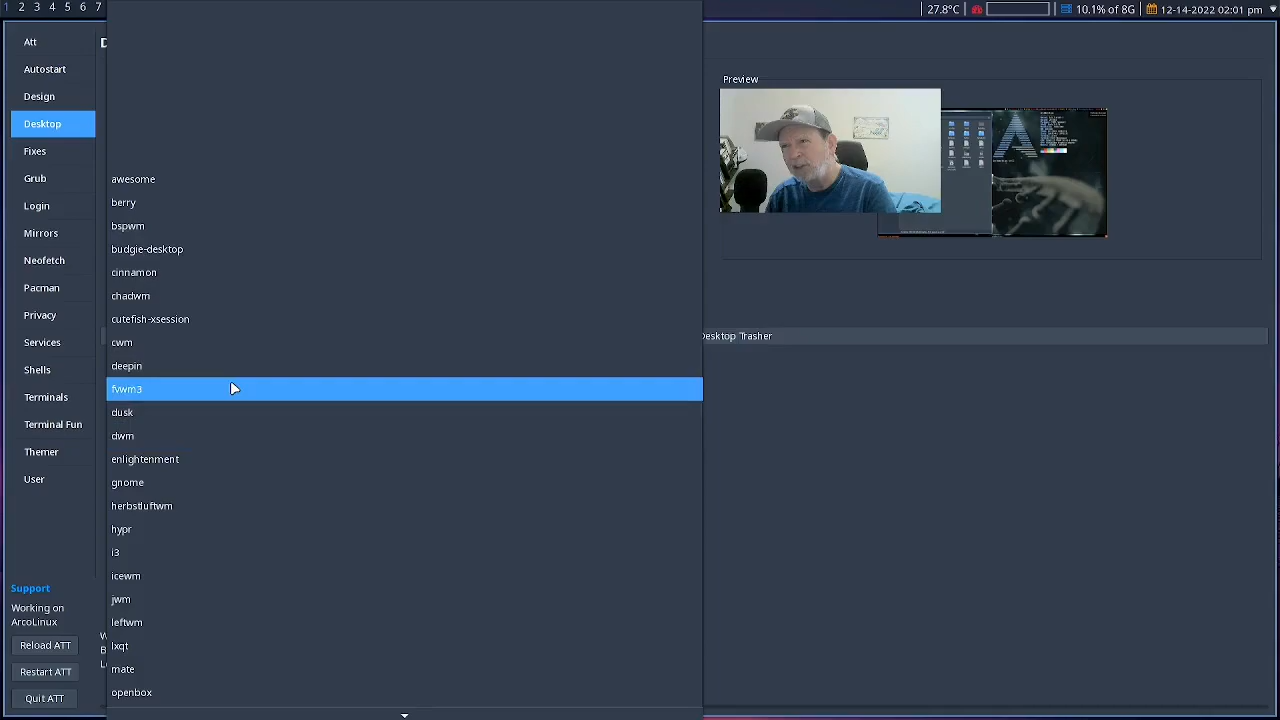 1 2 3 4 5 6 7
27.8°C
10.1% of 8G
12-14-2022 02:01 pm
Att
Autostart
Design
Desktop
Fixes
Grub
Login
Mirrors
Neofetch
Pacman
Privacy
Services
Shells
Terminals
Terminal Fun
Themer
User
Support
Working on
ArcoLinux
Reload ATT
Restart ATT
Quit ATT
awesome
berry
bspwm
budgie-desktop
cinnamon
chadwm
cutefish-xsession
cwm
deepin
fvwm3
dusk
dwm
enlightenment
gnome
herbstluftwm
hypr
i3
icewm
jwm
leftwm
lxqt
mate
openbox
Preview
Desktop Trasher